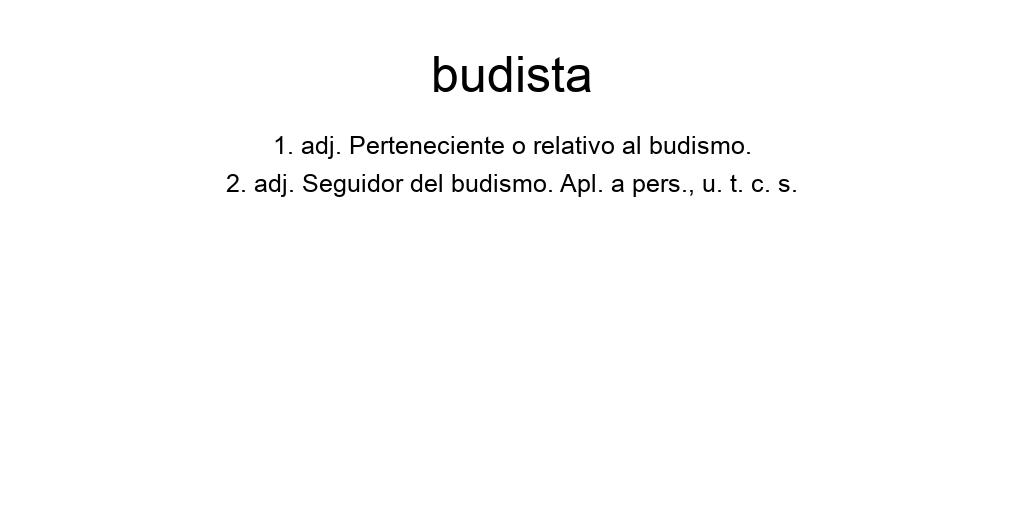 budista
1. adj. Perteneciente o relativo al budismo.
2. adj. Seguidor del budismo. Apl. a pers., u. t. c. s.